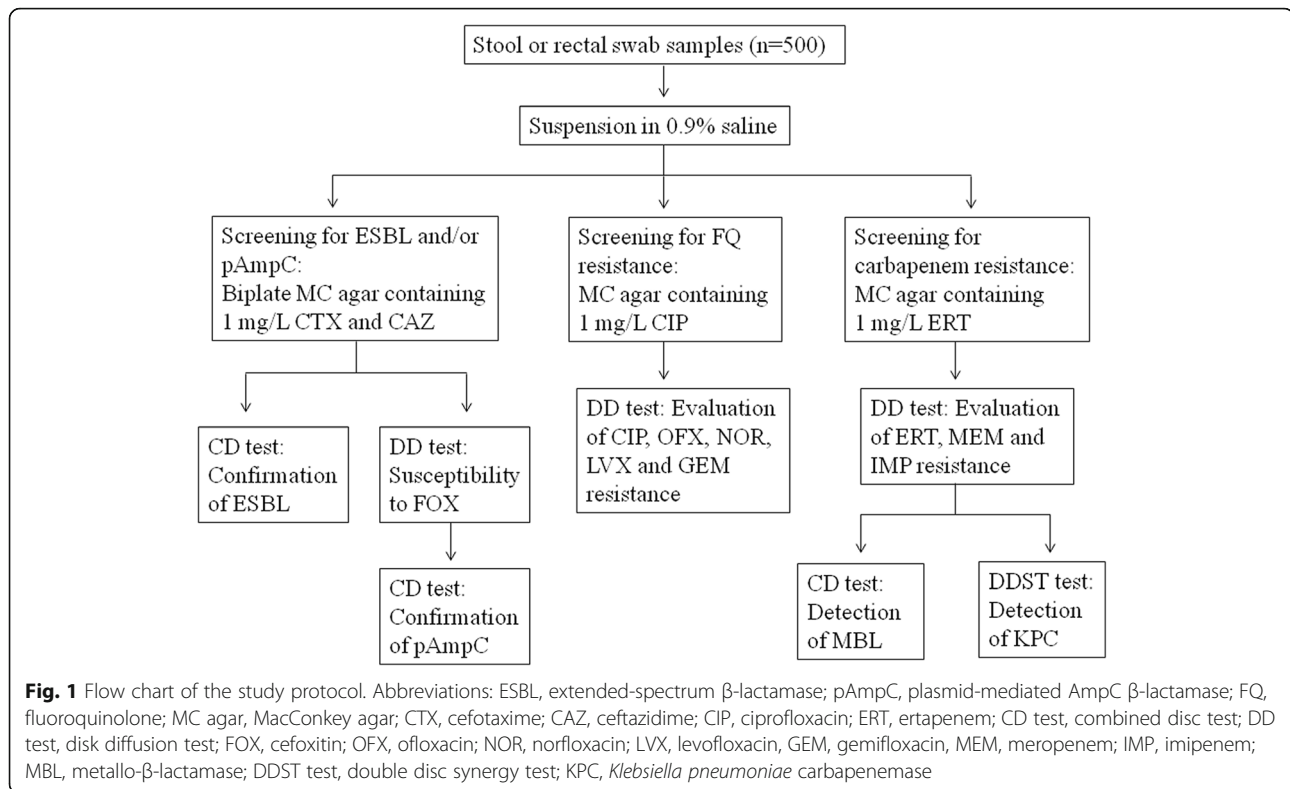 Stool or rectal swab samples (n=500)
Suspension in 0.9% saline
Screening for ESBL and/or
pAmpC:
Biplate MC agar containing
1 mg/L CTX and CAZ
Screening for FQ
resistance:
MC agar containing
1 mg/L CIP
Screening for
carbapenem resistance:
MC agar containing
1 mg/L ERT
CD test:
Confirmation
of ESBL
DD test:
Susceptibility
to FOX
DD test: Evaluation
of CIP, OFX, NOR,
LVX and GEM
resistance
DD test: Evaluation
of ERT, MEM and
IMP resistance
CD test:
Confirmation
of pAmpC
CD test:
Detection
of MBL
DDST test:
Detection
of KPC
Fig. 1 Flow chart of the study protocol. Abbreviations: ESBL, extended-spectrum β-lactamase; pAmpC, plasmid-mediated AmpC β-lactamase; FQ,
fluoroquinolone; MC agar, MacConkey agar; CTX, cefotaxime; CAZ, ceftazidime; CIP, ciprofloxacin; ERT, ertapenem; CD test, combined disc test; DD
test, disk diffusion test; FOX, cefoxitin; OFX, ofloxacin; NOR, norfloxacin; LVX, levofloxacin, GEM, gemifloxacin, MEM, meropenem; IMP, imipenem;
MBL, metallo-β-lactamase; DDST test, double disc synergy test; KPC, Klebsiella pneumoniae carbapenemase